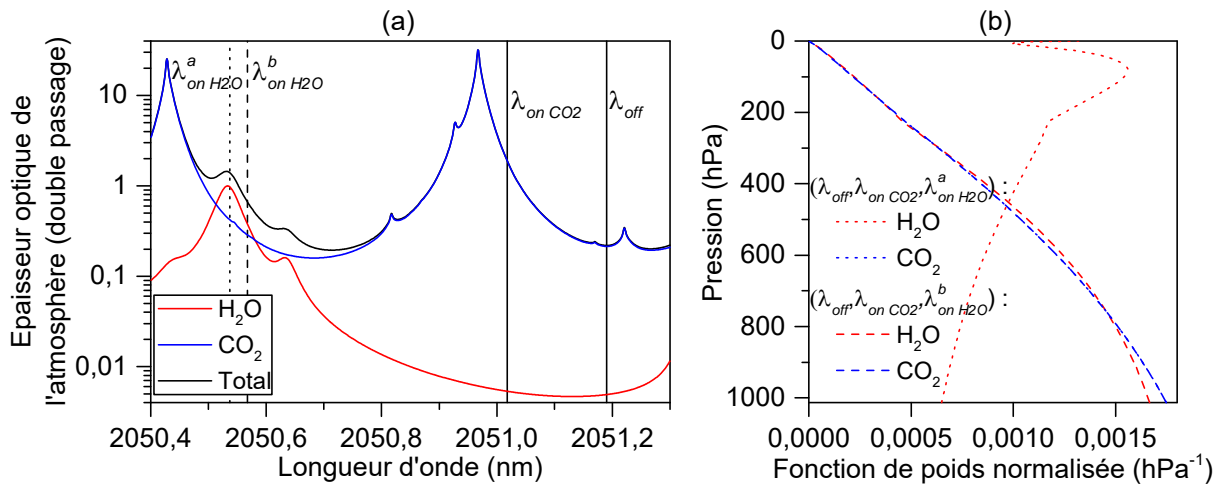 (a)
(b)
Epaisseur optique de
l'atmosphère (double passage)
10
1
0,1
0,01
λ^a_on H2O
λ^b_on H2O
λ_on CO2
λ_off
H₂O
CO₂
Total
2050,4 2050,6 2050,8 2051,0 2051,2
Longueur d'onde (nm)
Pression (hPa)
0
200
400
600
800
1000
(λ_off,λ_on CO2,λ^a_on H2O) :
H₂O
CO₂
(λ_off,λ_on CO2,λ^b_on H2O) :
H₂O
CO₂
0,0000 0,0005 0,0010 0,0015
Fonction de poids normalisée (hPa⁻¹)